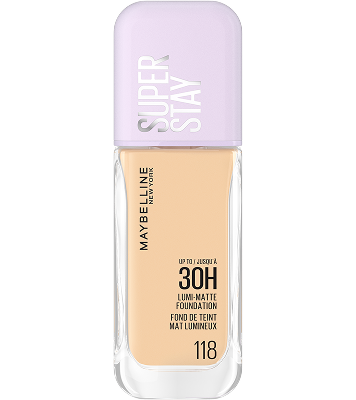 SUPER
STAY
MAYBELLINE
NEW YORK
UP TO / JUSQU'À
30H
LUMI-MATTE
FOUNDATION
FOND DE TEINT
MAT LUMINEUX
118